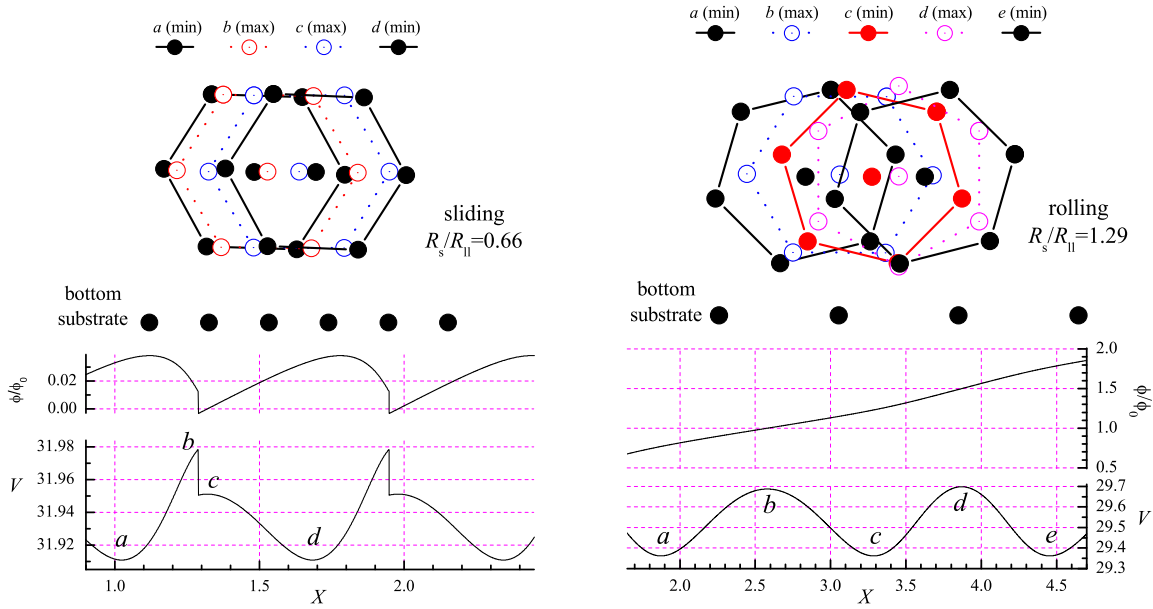 a (min) b (max) c (max) d (min)
sliding
Rs/Rll=0.66
bottom
substrate
ϕ/ϕ0
0.02
0.00
31.98
31.96
31.94
31.92
V
a
b
c
d
1.0 1.5 2.0
X
a (min) b (max) c (min) d (max) e (min)
rolling
Rs/Rll=1.29
bottom
substrate
2.0
1.5
1.0
0.5
ϕ/ϕ0
29.7
29.6
29.5
29.4
29.3
V
a
b
c
d
e
2.0 2.5 3.0 3.5 4.0 4.5
X